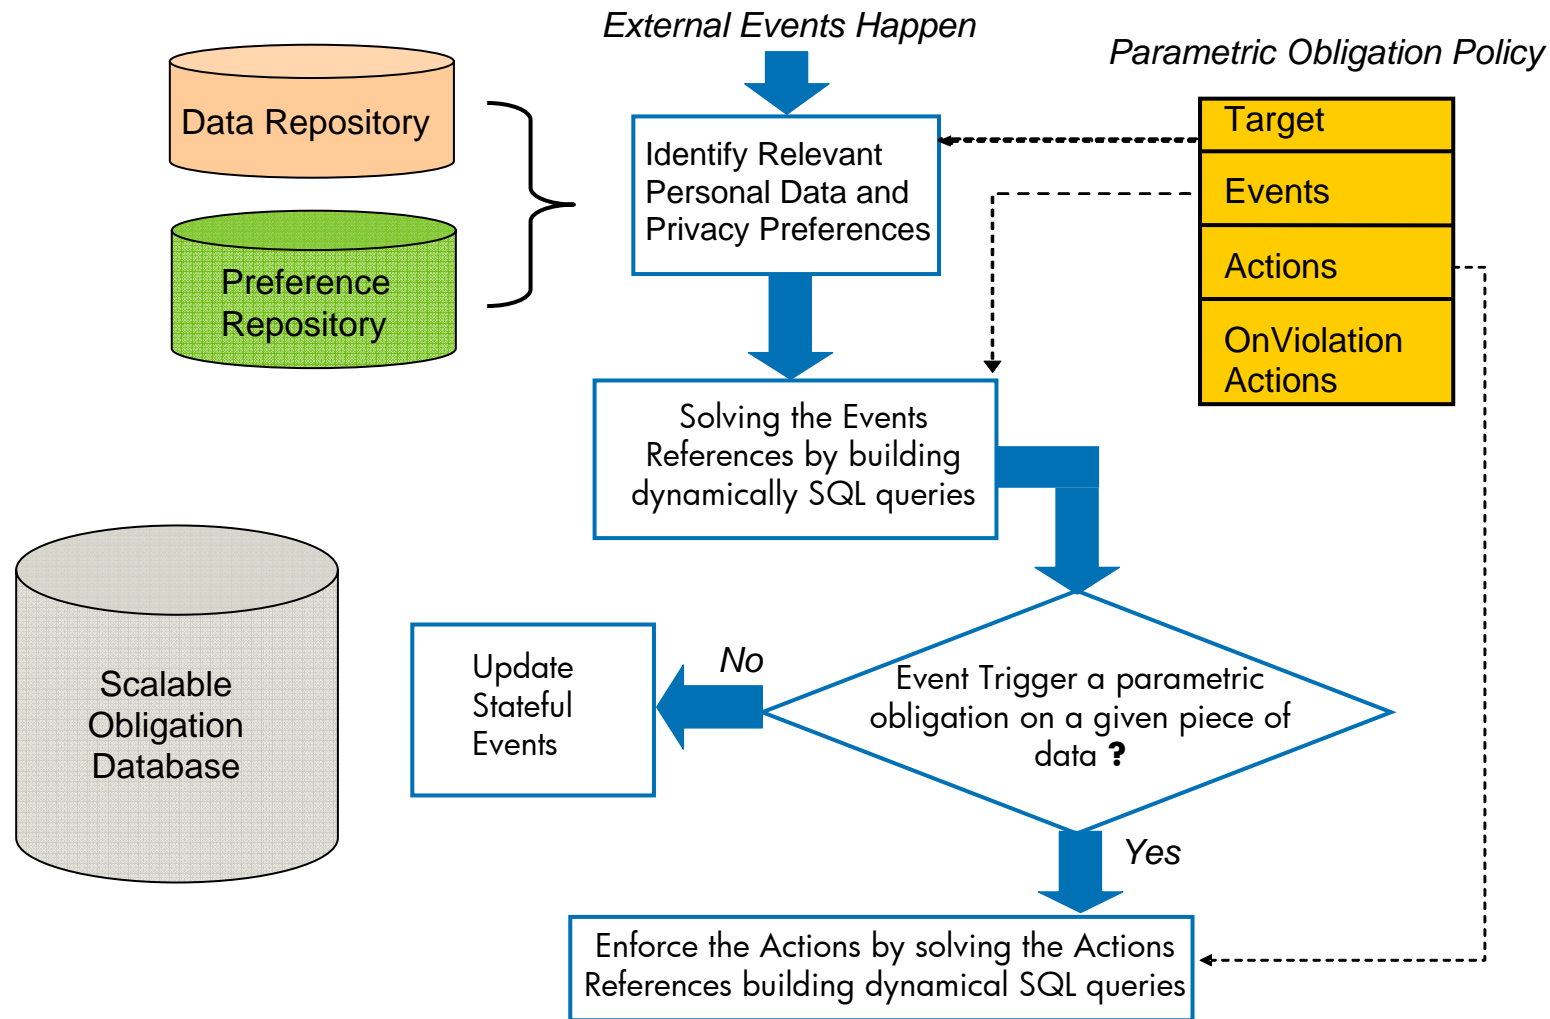 External Events Happen
Parametric Obligation Policy
Data Repository
Preference
Repository
Identify Relevant
Personal Data and
Privacy Preferences
Target
Events
Actions
OnViolation
Actions
Solving the Events
References by building
dynamically SQL queries
Scalable
Obligation
Database
Update
Stateful
Events
No
Event Trigger a parametric
obligation on a given piece of
data ?
Yes
Enforce the Actions by solving the Actions
References building dynamical SQL queries